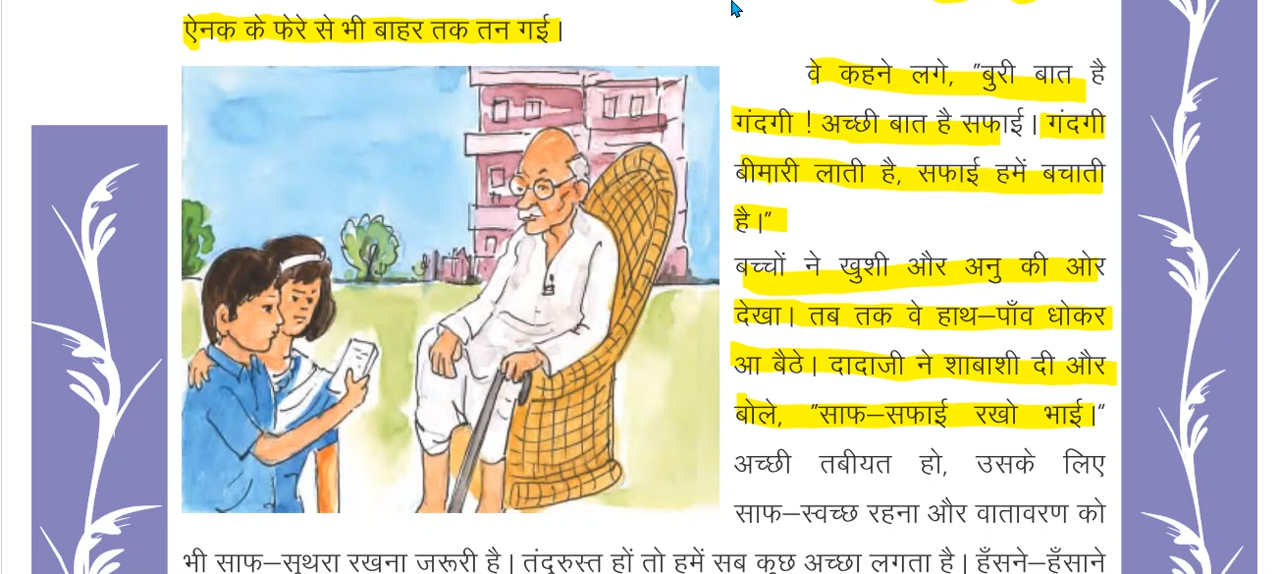 ऐनक के फेरे से भी बाहर तक तन गई।
वे कहने लगे, "बुरी बात है
गंदगी ! अच्छी बात है सफाई। गंदगी
बीमारी लाती है, सफाई हमें बचाती
है।"
बच्चों ने खुशी और अनु की ओर
देखा। तब तक वे हाथ–पाँव धोकर
आ बैठे। दादाजी ने शाबाशी दी और
बोले, "साफ–सफाई रखो भाई।"
अच्छी तबीयत हो, उसके लिए
साफ–स्वच्छ रहना और वातावरण को
भी साफ–सुथरा रखना जरूरी है। तंदुरुस्त हों तो हमें सब कुछ अच्छा लगता है। हँसने–हँसाने